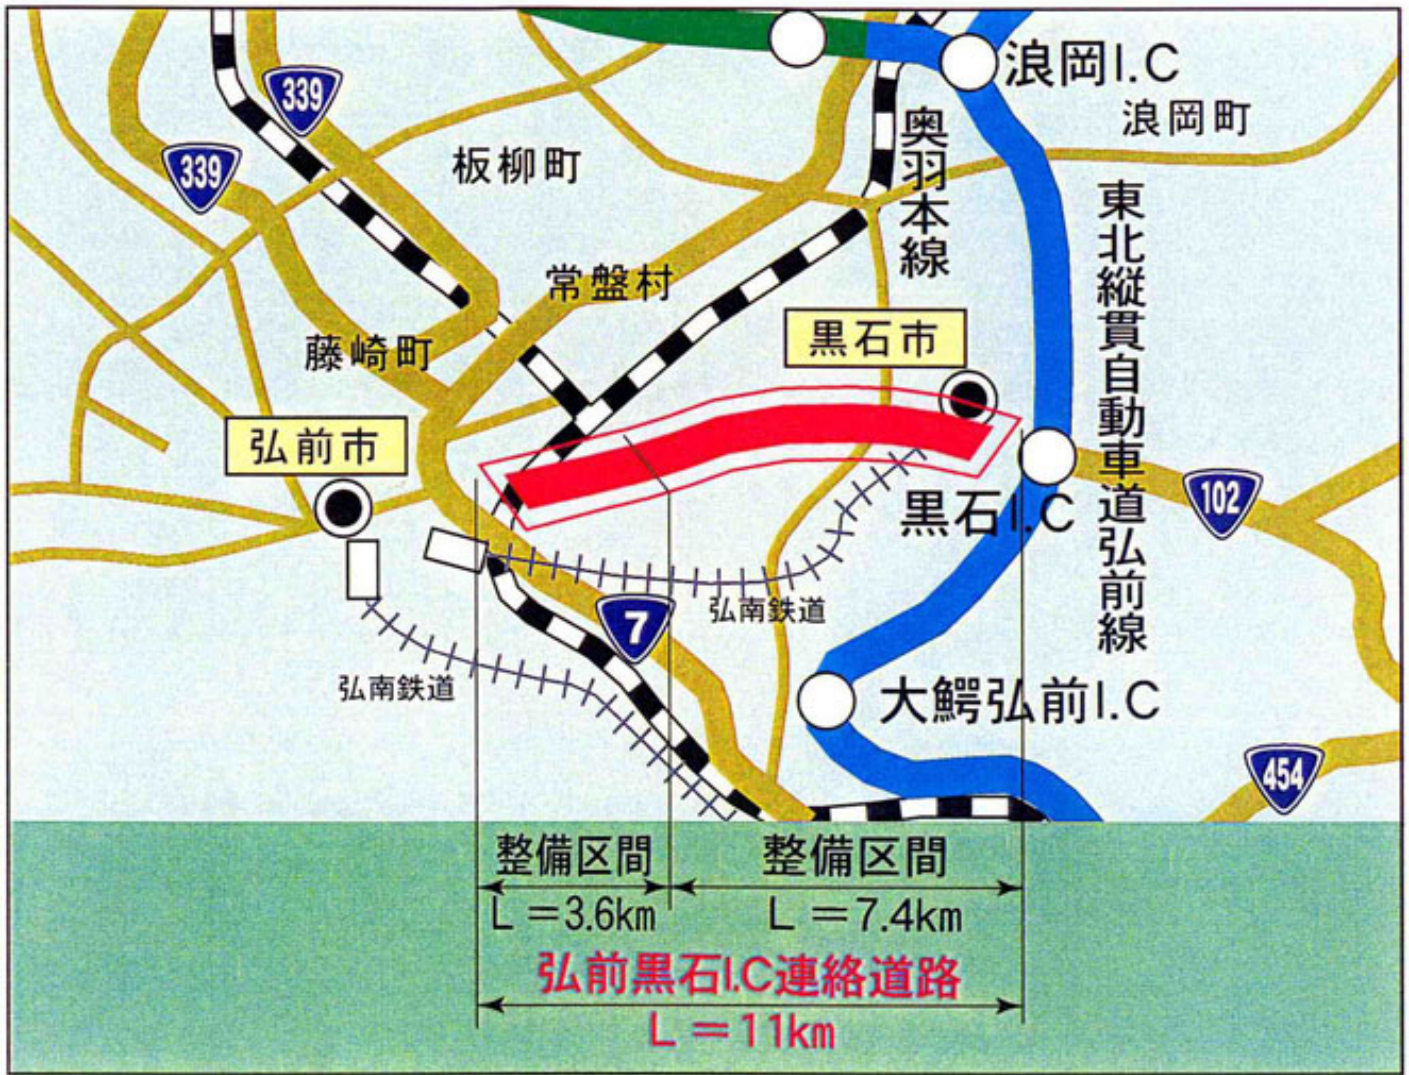 浪岡I.C
浪岡町
339
339
板柳町
奥羽本線
東北縦貫自動車道弘前線
常盤村
藤崎町
黒石市
弘前市
黒石I.C
102
弘南鉄道
7
弘南鉄道
大鰐弘前I.C
454
整備区間
整備区間
L=3.6km
L=7.4km
弘前黒石I.C連絡道路
L=11km